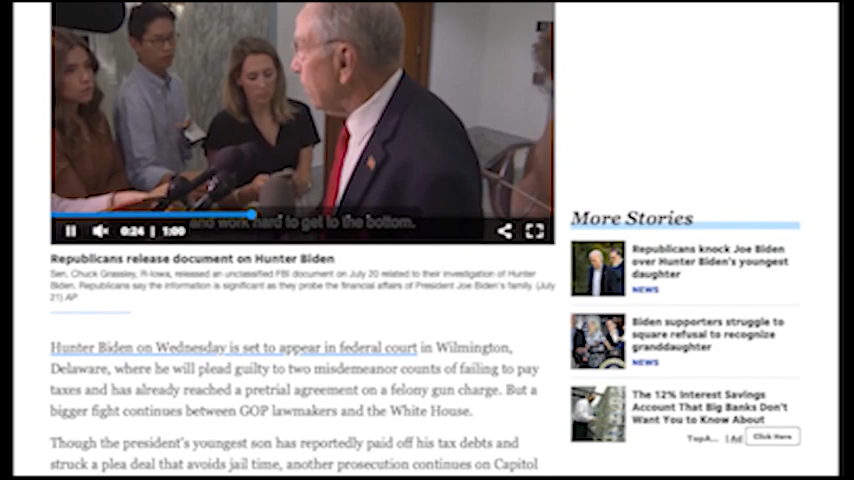 and work hard to get to the bottom.
0:24 | 1:00
Republicans release document on Hunter Biden
Sen. Chuck Grassley, R-Iowa, released an unclassified FBI document on July 20 related to their investigation of Hunter
Biden. Republicans say the information is significant as they probe the financial affairs of President Joe Biden's family. (July
21) AP
Hunter Biden on Wednesday is set to appear in federal court in Wilmington,
Delaware, where he will plead guilty to two misdemeanor counts of failing to pay
taxes and has already reached a pretrial agreement on a felony gun charge. But a
bigger fight continues between GOP lawmakers and the White House.
Though the president's youngest son has reportedly paid off his tax debts and
struck a plea deal that avoids jail time, another prosecution continues on Capitol
More Stories
Republicans knock Joe Biden
over Hunter Biden's youngest
daughter
NEWS
Biden supporters struggle to
square refusal to recognize
granddaughter
NEWS
The 12% Interest Savings
Account That Big Banks Don't
Want You to Know About
TopA... | Ad
Click Here